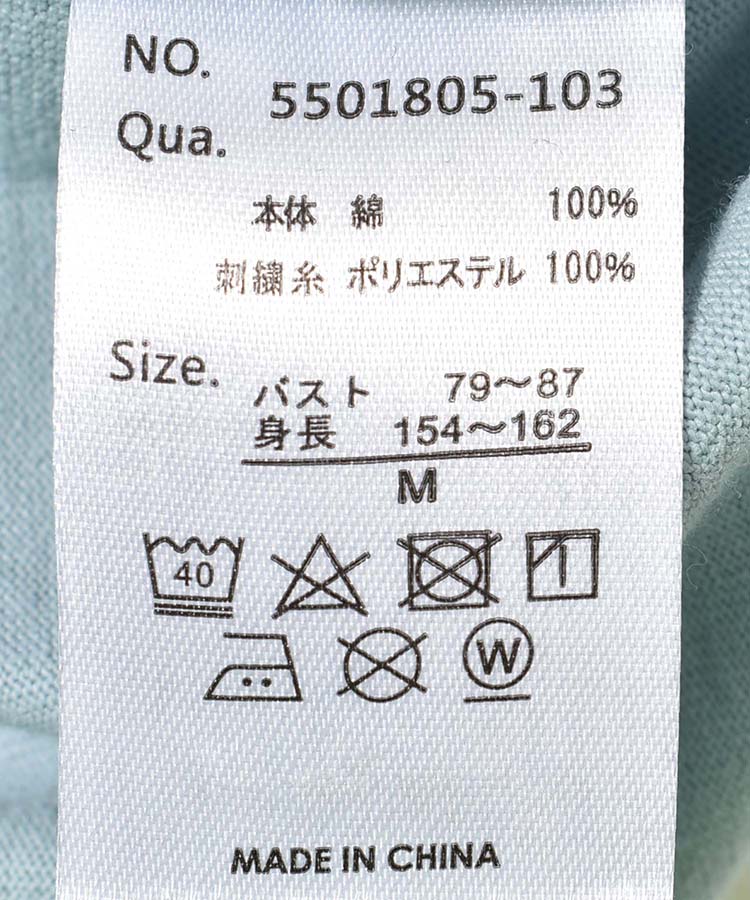 NO. 5501805-103
Qua.
本体 綿 100%
刺繍糸 ポリエステル 100%
Size.
バスト 79～87
身長 154～162
M
40
W
MADE IN CHINA